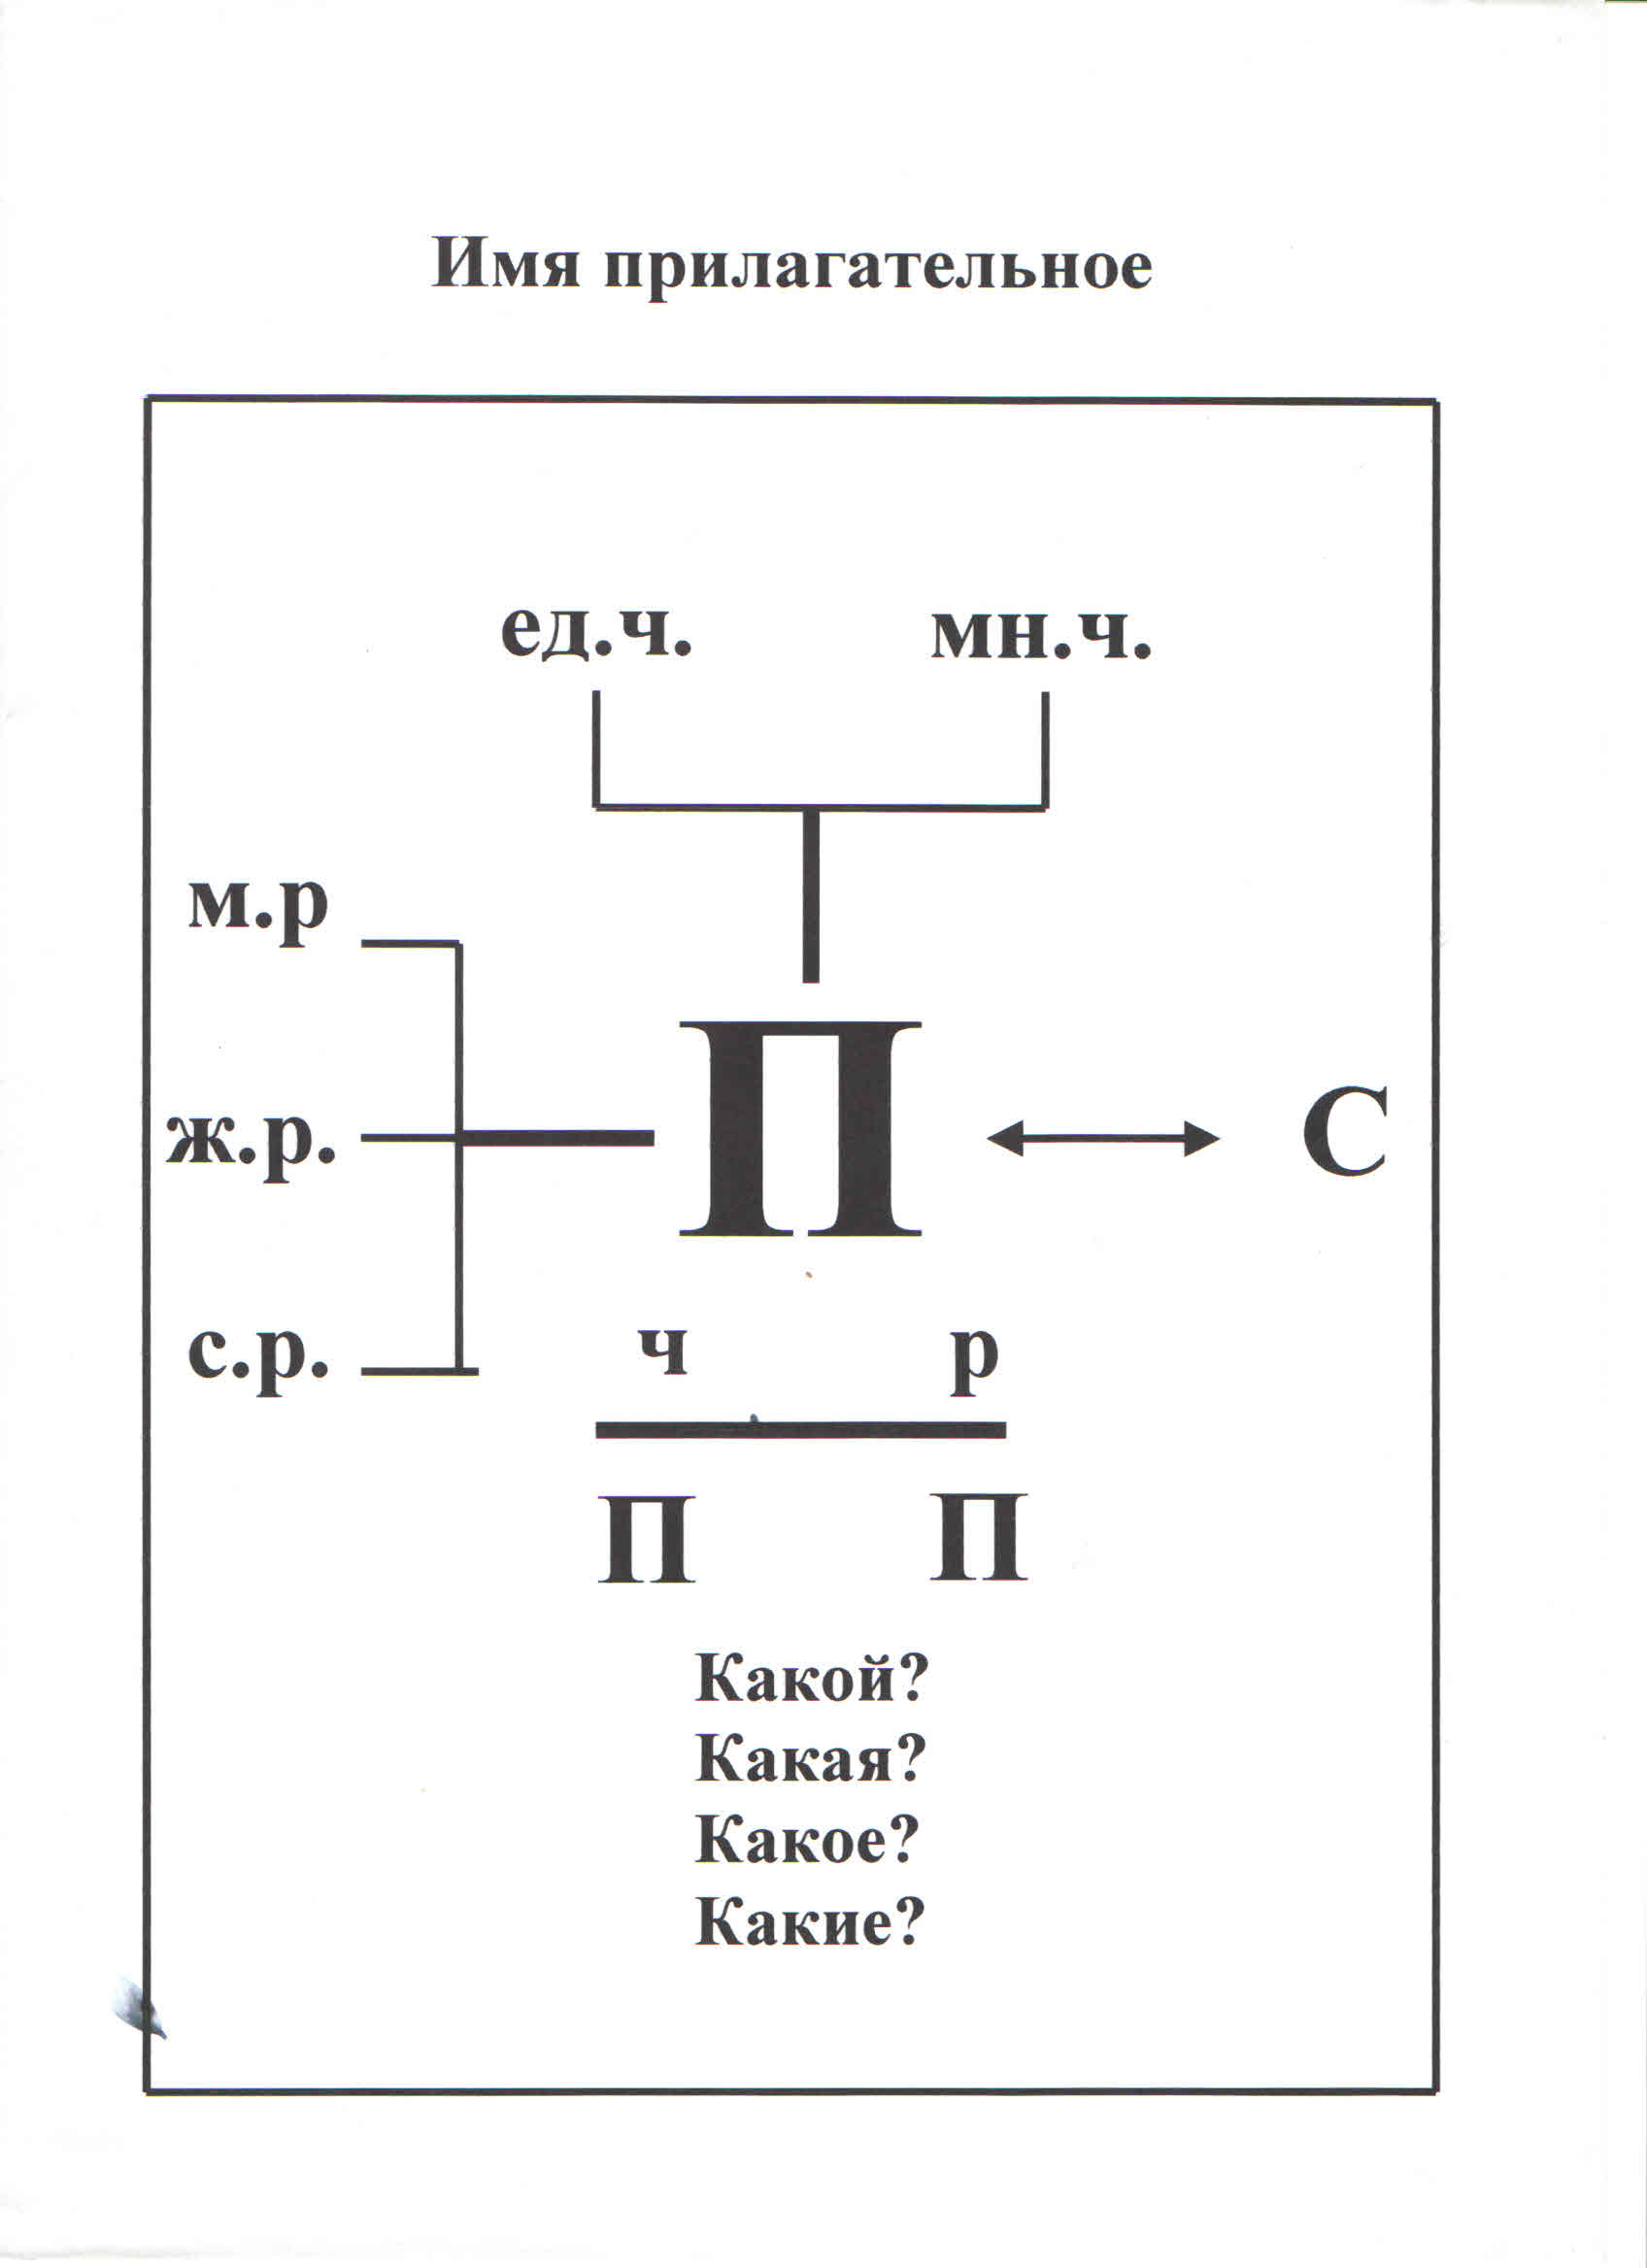 Имя прилагательное
ед.ч. мн.ч.
м.р
ж.р. П С
с.р. ч р
П П
Какой?
Какая?
Какое?
Какие?